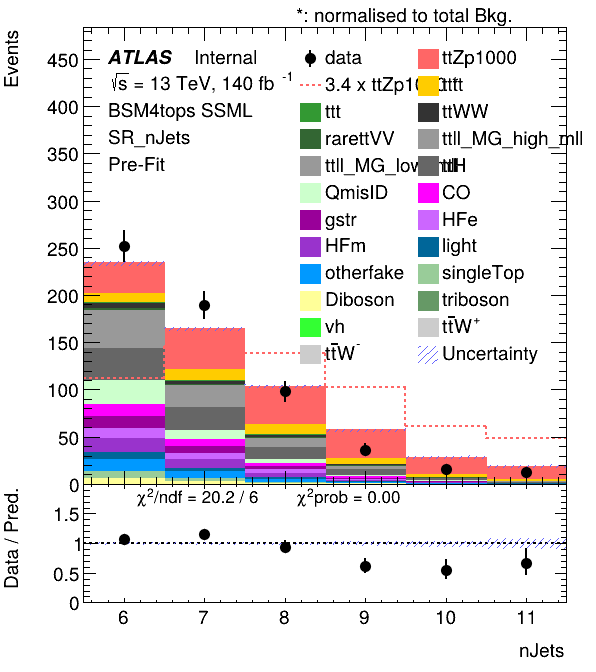 *: normalised to total Bkg.
Events
ATLAS Internal
√s = 13 TeV, 140 fb⁻¹
BSM4tops SSML
SR_nJets
Pre-Fit
data
ttZp1000
3.4 x ttZp1000
tttt
ttt
ttWW
rarettVV
ttll_MG_high_mll
ttll_MG_low_mll
ttH
QmisID
CO
gstr
HFe
HFm
light
otherfake
singleTop
Diboson
triboson
vh
tt̄W⁺
tt̄W⁻
Uncertainty
450
400
350
300
250
200
150
100
50
0
χ²/ndf = 20.2 / 6 χ²prob = 0.00
Data / Pred.
1.5
1
0.5
0
6 7 8 9 10 11
nJets